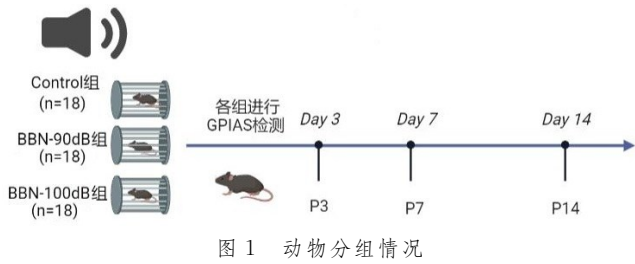 Control组
(n=18)
BBN-90dB组
(n=18)
BBN-100dB组
(n=18)
各组进行
GPIAS检测
Day 3
Day 7
Day 14
P3
P7
P14
图 1 动物分组情况